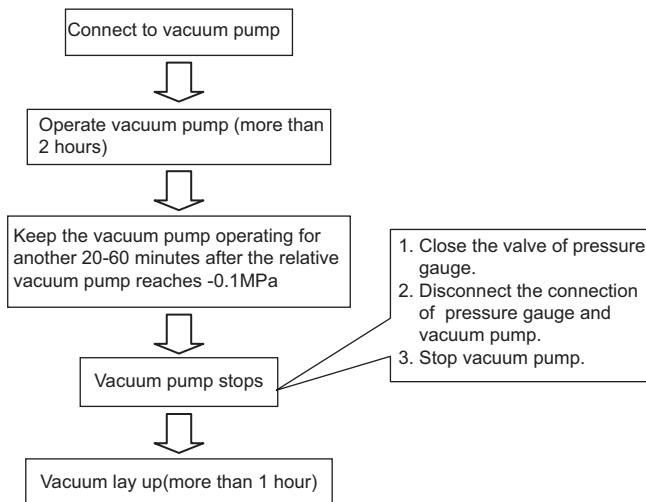 Connect to vacuum pump
Operate vacuum pump (more than
2 hours)
Keep the vacuum pump operating for
another 20-60 minutes after the relative
vacuum pump reaches -0.1MPa
1. Close the valve of pressure
gauge.
2. Disconnect the connection
of pressure gauge and
vacuum pump.
3. Stop vacuum pump.
Vacuum pump stops
Vacuum lay up(more than 1 hour)